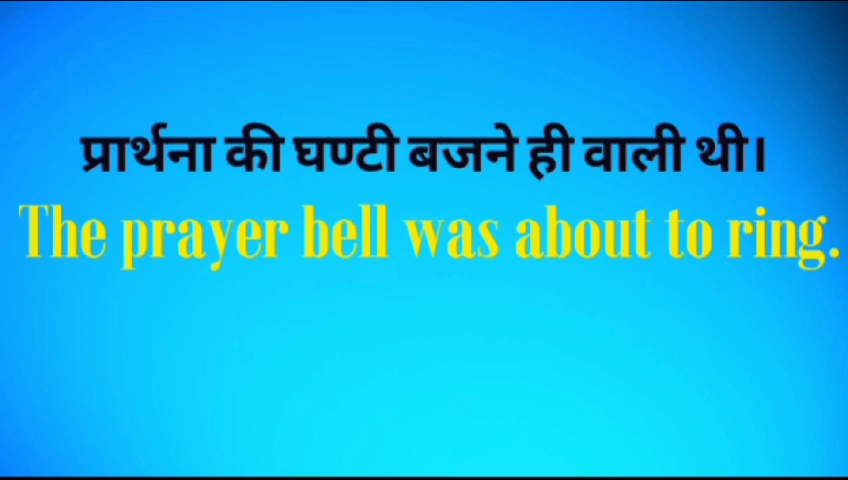 प्रार्थना की घण्टी बजने ही वाली थी।
The prayer bell was about to ring.